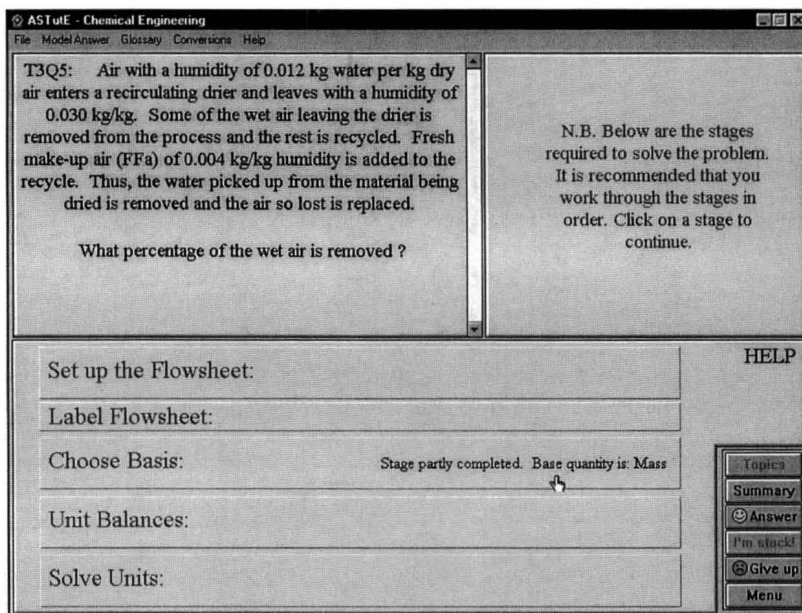 ASTutE - Chemical Engineering
File Model Answer Glossary Conversions Help
T3Q5: Air with a humidity of 0.012 kg water per kg dry
air enters a recirculating drier and leaves with a humidity of
0.030 kg/kg. Some of the wet air leaving the drier is
removed from the process and the rest is recycled. Fresh
make-up air (FFa) of 0.004 kg/kg humidity is added to the
recycle. Thus, the water picked up from the material being
dried is removed and the air so lost is replaced.
What percentage of the wet air is removed ?
N.B. Below are the stages
required to solve the problem.
It is recommended that you
work through the stages in
order. Click on a stage to
continue.
HELP
Set up the Flowsheet:
Label Flowsheet:
Choose Basis: Stage partly completed. Base quantity is: Mass
Unit Balances:
Solve Units:
Topics
Summary
Answer
I'm stuck!
Give up
Menu